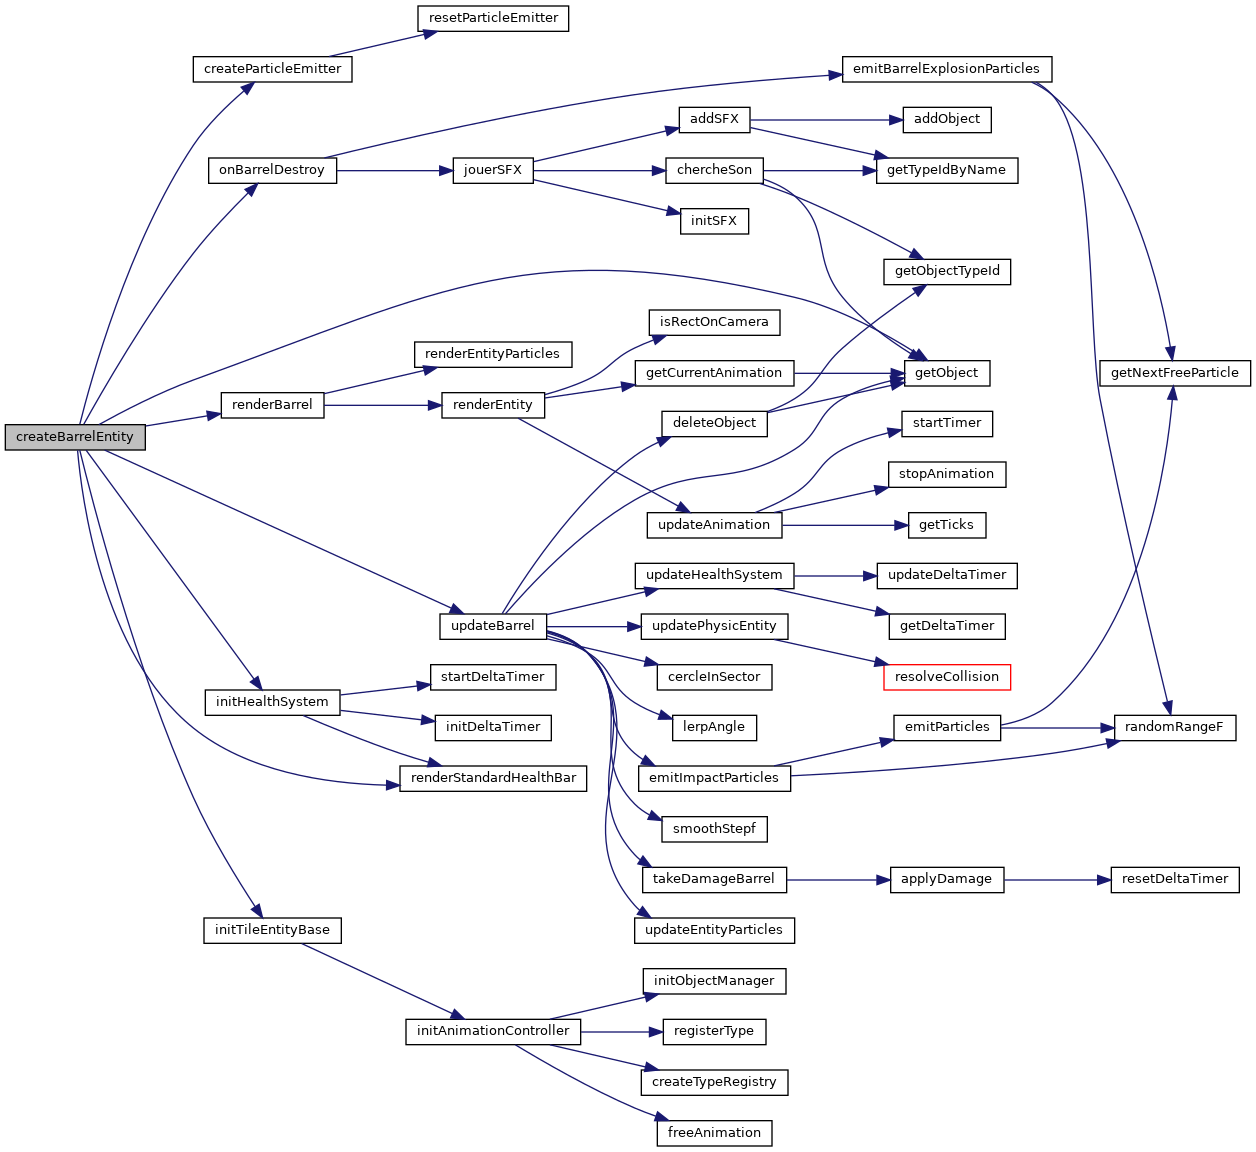 resetParticleEmitter
createParticleEmitter
emitBarrelExplosionParticles
addSFX
addObject
onBarrelDestroy
jouerSFX
chercheSon
getTypeIdByName
initSFX
getObjectTypeId
isRectOnCamera
renderEntityParticles
getCurrentAnimation
getObject
getNextFreeParticle
renderBarrel
renderEntity
deleteObject
startTimer
createBarrelEntity
stopAnimation
updateAnimation
getTicks
updateHealthSystem
updateDeltaTimer
updateBarrel
updatePhysicEntity
getDeltaTimer
startDeltaTimer
cercleInSector
resolveCollision
initHealthSystem
initDeltaTimer
lerpAngle
emitParticles
randomRangeF
renderStandardHealthBar
emitImpactParticles
smoothStepf
takeDamageBarrel
applyDamage
resetDeltaTimer
initTileEntityBase
updateEntityParticles
initObjectManager
initAnimationController
registerType
createTypeRegistry
freeAnimation